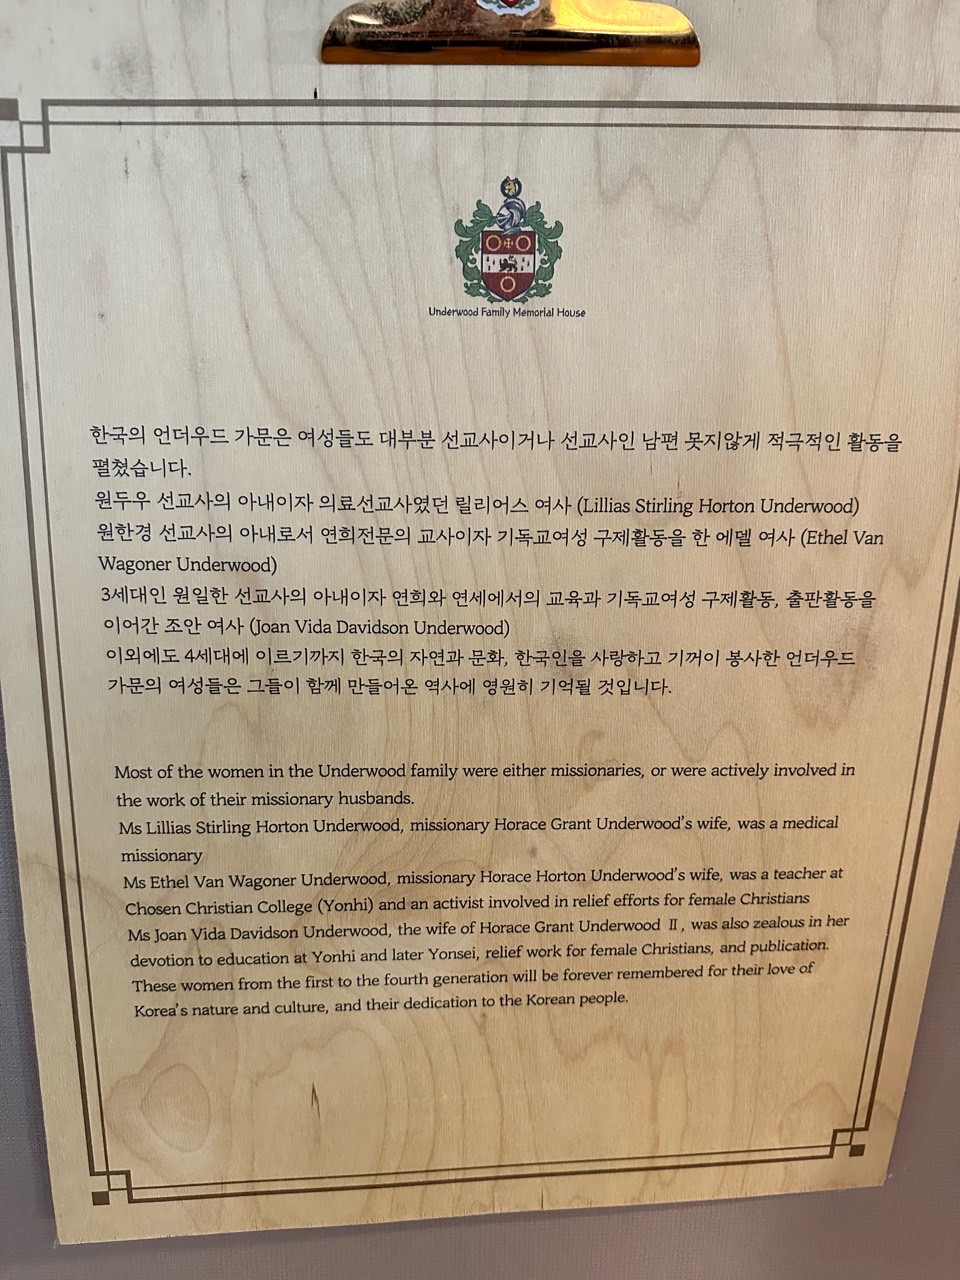 Underwood Family Memorial House
한국의 언더우드 가문은 여성들도 대부분 선교사이거나 선교사인 남편 못지않게 적극적인 활동을
펼쳤습니다.
원두우 선교사의 아내이자 의료선교사였던 릴리어스 여사 (Lillias Stirling Horton Underwood)
원한경 선교사의 아내로서 연희전문의 교사이자 기독교여성 구제활동을 한 에델 여사 (Ethel Van
Wagoner Underwood)
3세대인 원일한 선교사의 아내이자 연희와 연세에서의 교육과 기독교여성 구제활동, 출판활동을
이어간 조안 여사 (Joan Vida Davidson Underwood)
이외에도 4세대에 이르기까지 한국의 자연과 문화, 한국인을 사랑하고 기꺼이 봉사한 언더우드
가문의 여성들은 그들이 함께 만들어온 역사에 영원히 기억될 것입니다.
Most of the women in the Underwood family were either missionaries, or were actively involved in
the work of their missionary husbands.
Ms Lillias Stirling Horton Underwood, missionary Horace Grant Underwood's wife, was a medical
missionary
Ms Ethel Van Wagoner Underwood, missionary Horace Horton Underwood's wife, was a teacher at
Chosen Christian College (Yonhi) and an activist involved in relief efforts for female Christians
Ms Joan Vida Davidson Underwood, the wife of Horace Grant Underwood Ⅱ, was also zealous in her
devotion to education at Yonhi and later Yonsei, relief work for female Christians, and publication.
These women from the first to the fourth generation will be forever remembered for their love of
Korea's nature and culture, and their dedication to the Korean people.